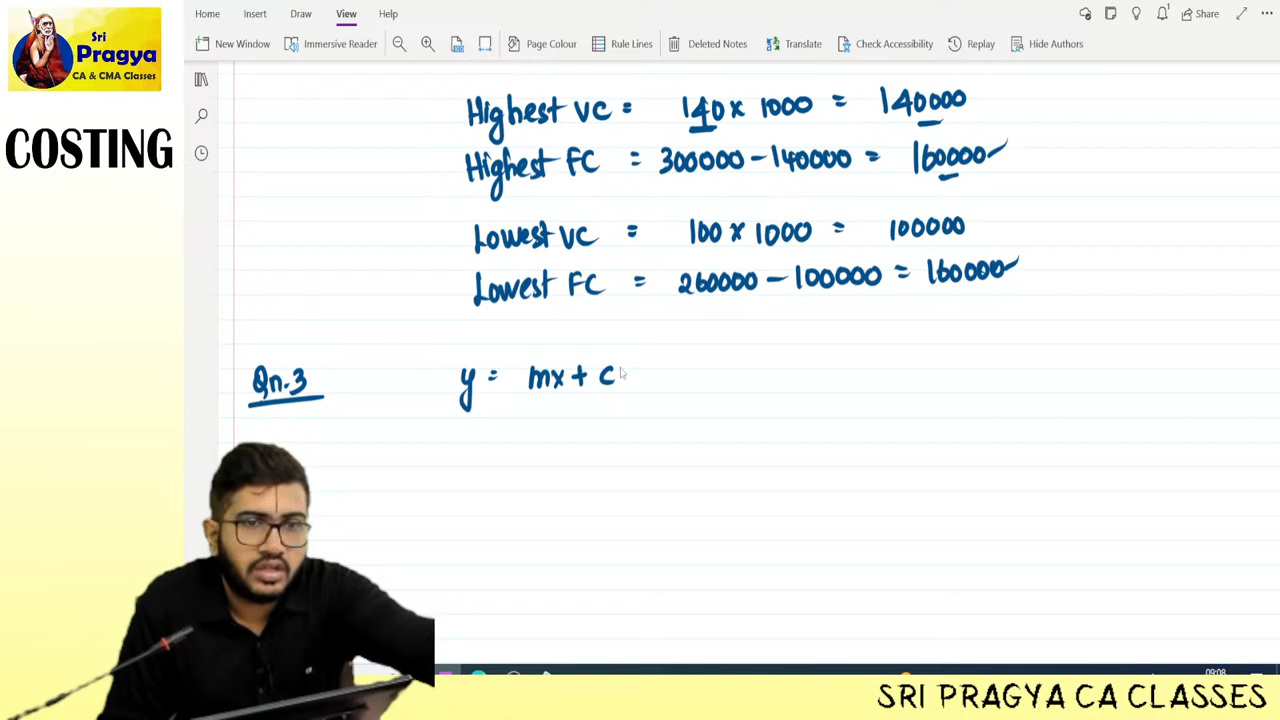 Sri
Pragya
CA & CMA Classes
COSTING
Home Insert Draw View Help
Share
New Window Immersive Reader Page Colour Rule Lines Deleted Notes Translate Check Accessibility Replay Hide Authors
Highest VC = 140 x 1000 = 140000
Highest FC = 300000 - 140000 = 160000
Lowest VC = 100 x 1000 = 100000
Lowest FC = 260000 - 100000 = 160000
Qn.3 y = mx + c
09:08
SRI PRAGYA CA CLASSES